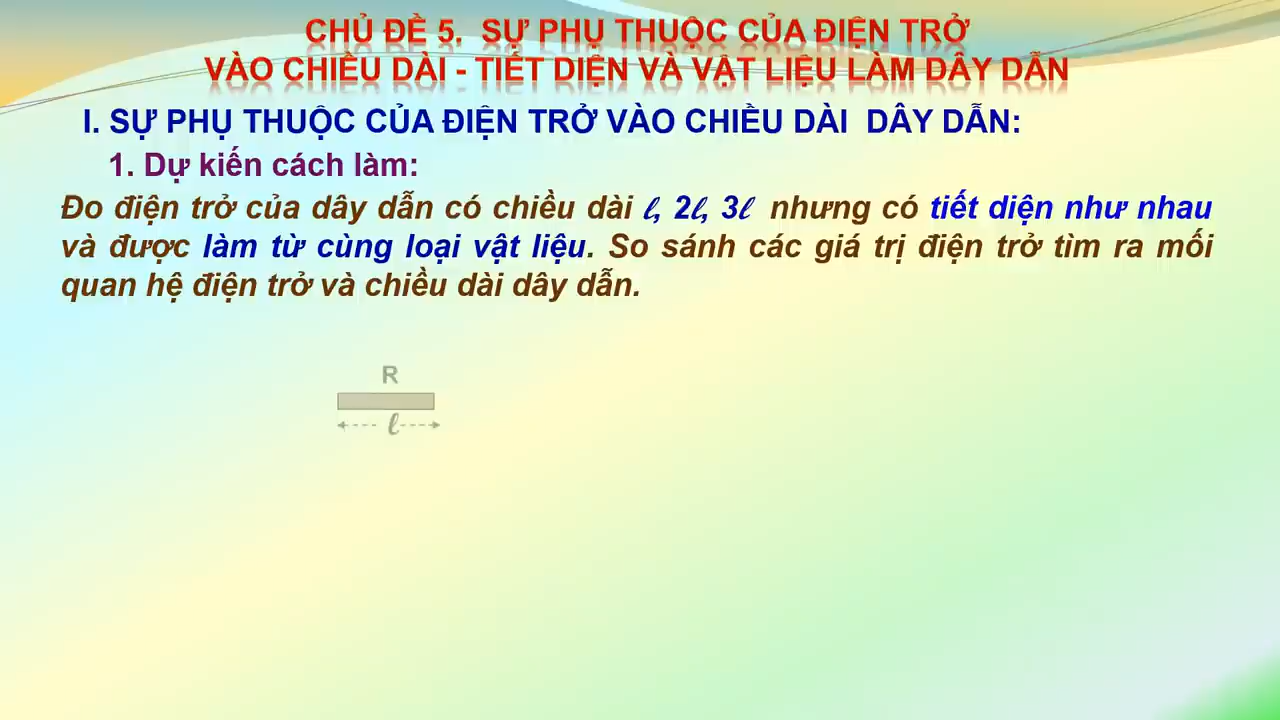 CHỦ ĐỀ 5. SỰ PHỤ THUỘC CỦA ĐIỆN TRỞ
VÀO CHIỀU DÀI - TIẾT DIỆN VÀ VẬT LIỆU LÀM DÂY DẪN
I. SỰ PHỤ THUỘC CỦA ĐIỆN TRỞ VÀO CHIỀU DÀI DÂY DẪN:
1. Dự kiến cách làm:
Đo điện trở của dây dẫn có chiều dài ℓ, 2ℓ, 3ℓ nhưng có tiết diện như nhau
và được làm từ cùng loại vật liệu. So sánh các giá trị điện trở tìm ra mối
quan hệ điện trở và chiều dài dây dẫn.
R
ℓ